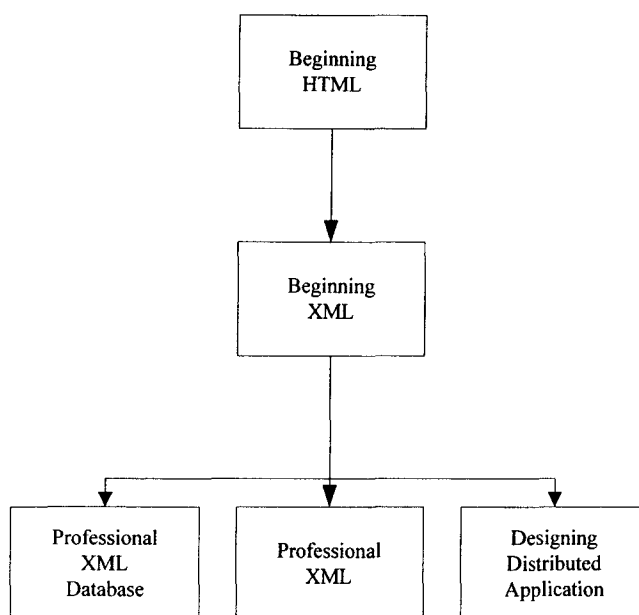 Beginning
HTML
Beginning
XML
Professional
XML
Database
Professional
XML
Designing
Distributed
Application